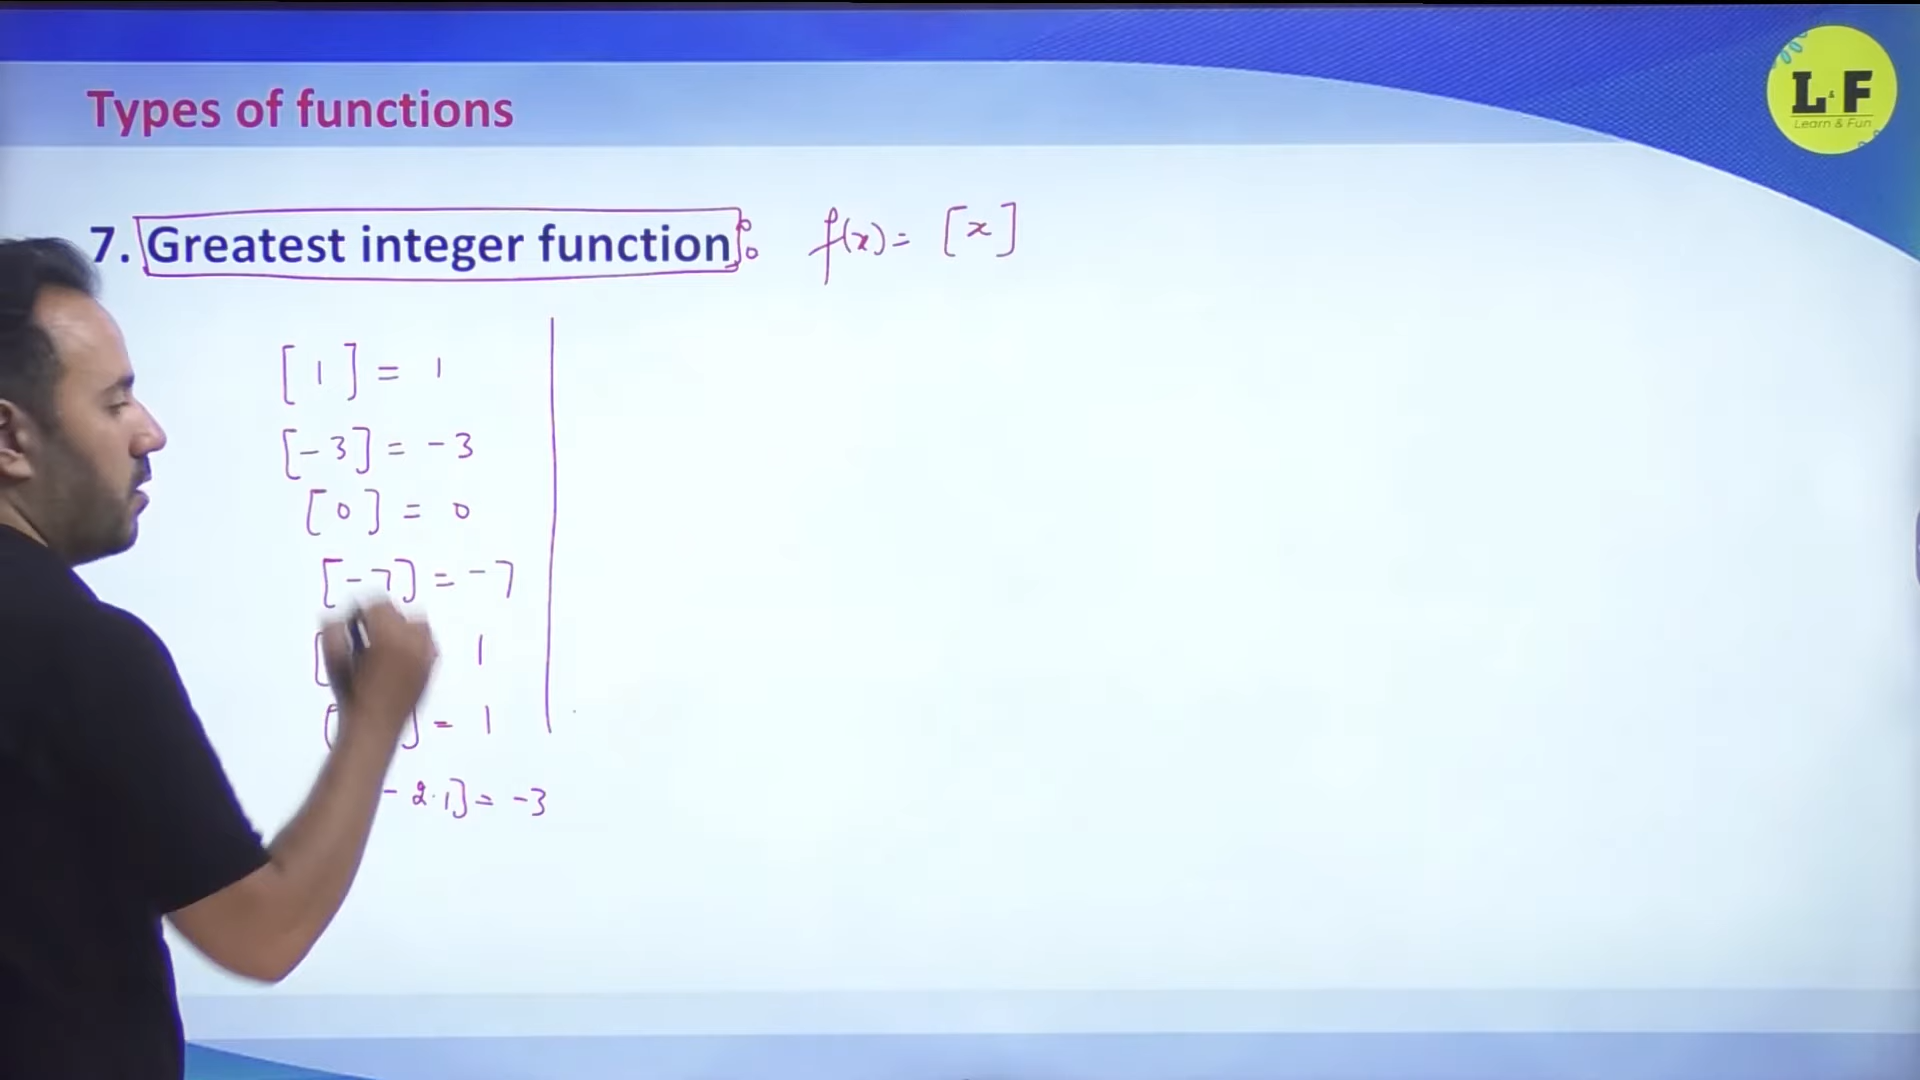 Types of functions
L&F
Learn & Fun
7. Greatest integer function : f(x) = [x]
[1] = 1
[-3] = -3
[0] = 0
[-7] = -7
[ 1
[ ] = 1
- 2.1] = -3